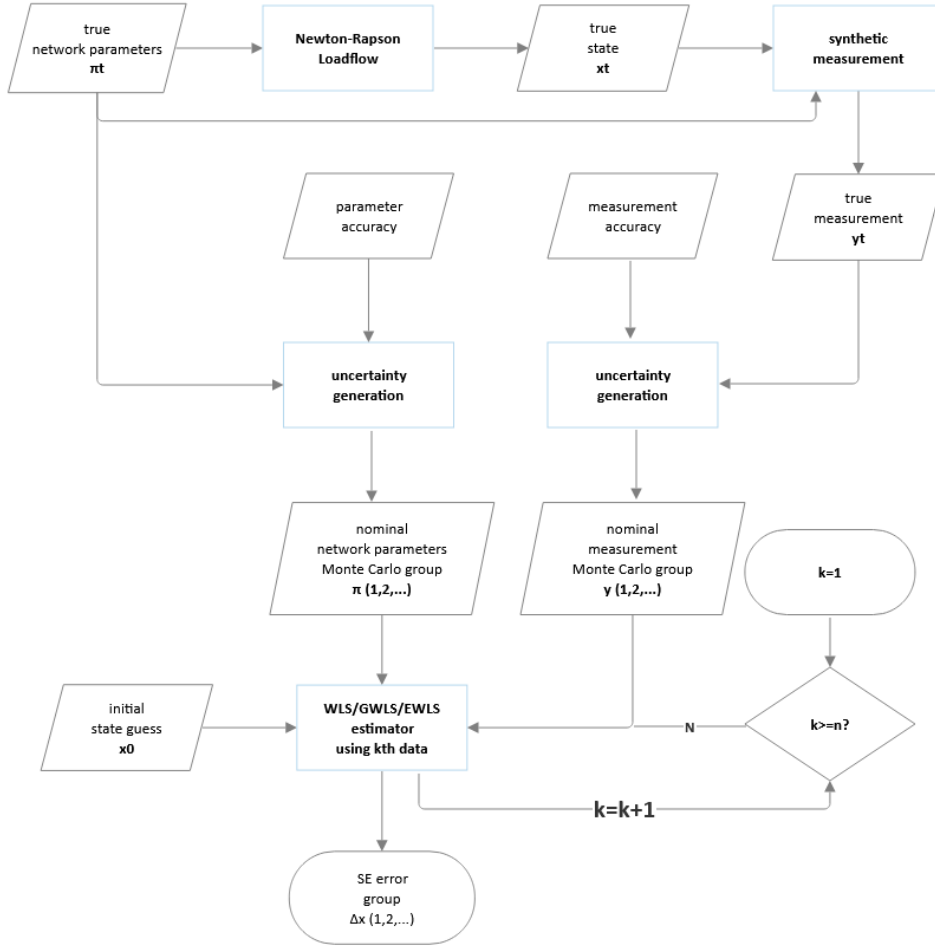 true
network parameters
πt
Newton-Rapson
Loadflow
true
state
xt
synthetic
measurement
parameter
accuracy
measurement
accuracy
true
measurement
yt
uncertainty
generation
uncertainty
generation
nominal
network parameters
Monte Carlo group
π (1,2,...)
nominal
measurement
Monte Carlo group
y (1,2,...)
k=1
initial
state guess
x0
WLS/GWLS/EWLS
estimator
using kth data
N
k>=n?
k=k+1
SE error
group
Δx (1,2,...)